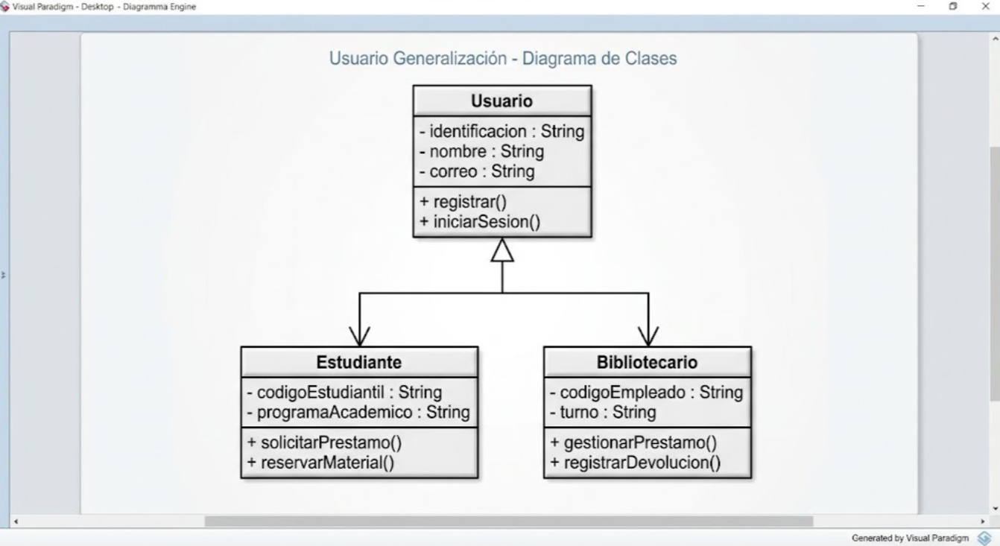 Visual Paradigm - Desktop - Diagramma Engine
Usuario Generalización - Diagrama de Clases
Usuario
- identificacion : String
- nombre : String
- correo : String
+ registrar()
+ iniciarSesion()
Estudiante
- codigoEstudiantil : String
- programaAcademico : String
+ solicitarPrestamo()
+ reservarMaterial()
Bibliotecario
- codigoEmpleado : String
- turno : String
+ gestionarPrestamo()
+ registrarDevolucion()
Generated by Visual Paradigm